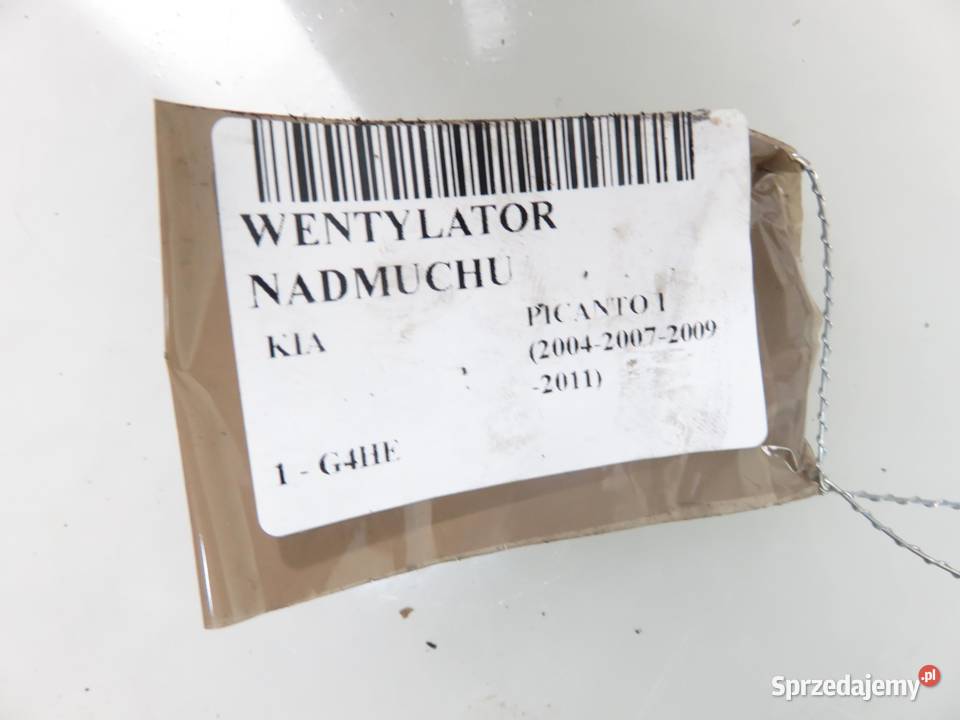 WENTYLATOR
NADMUCHU
KIA
PICANTO I
(2004-2007-2009
-2011)
1 - G4HE
Sprzedajemy.pl